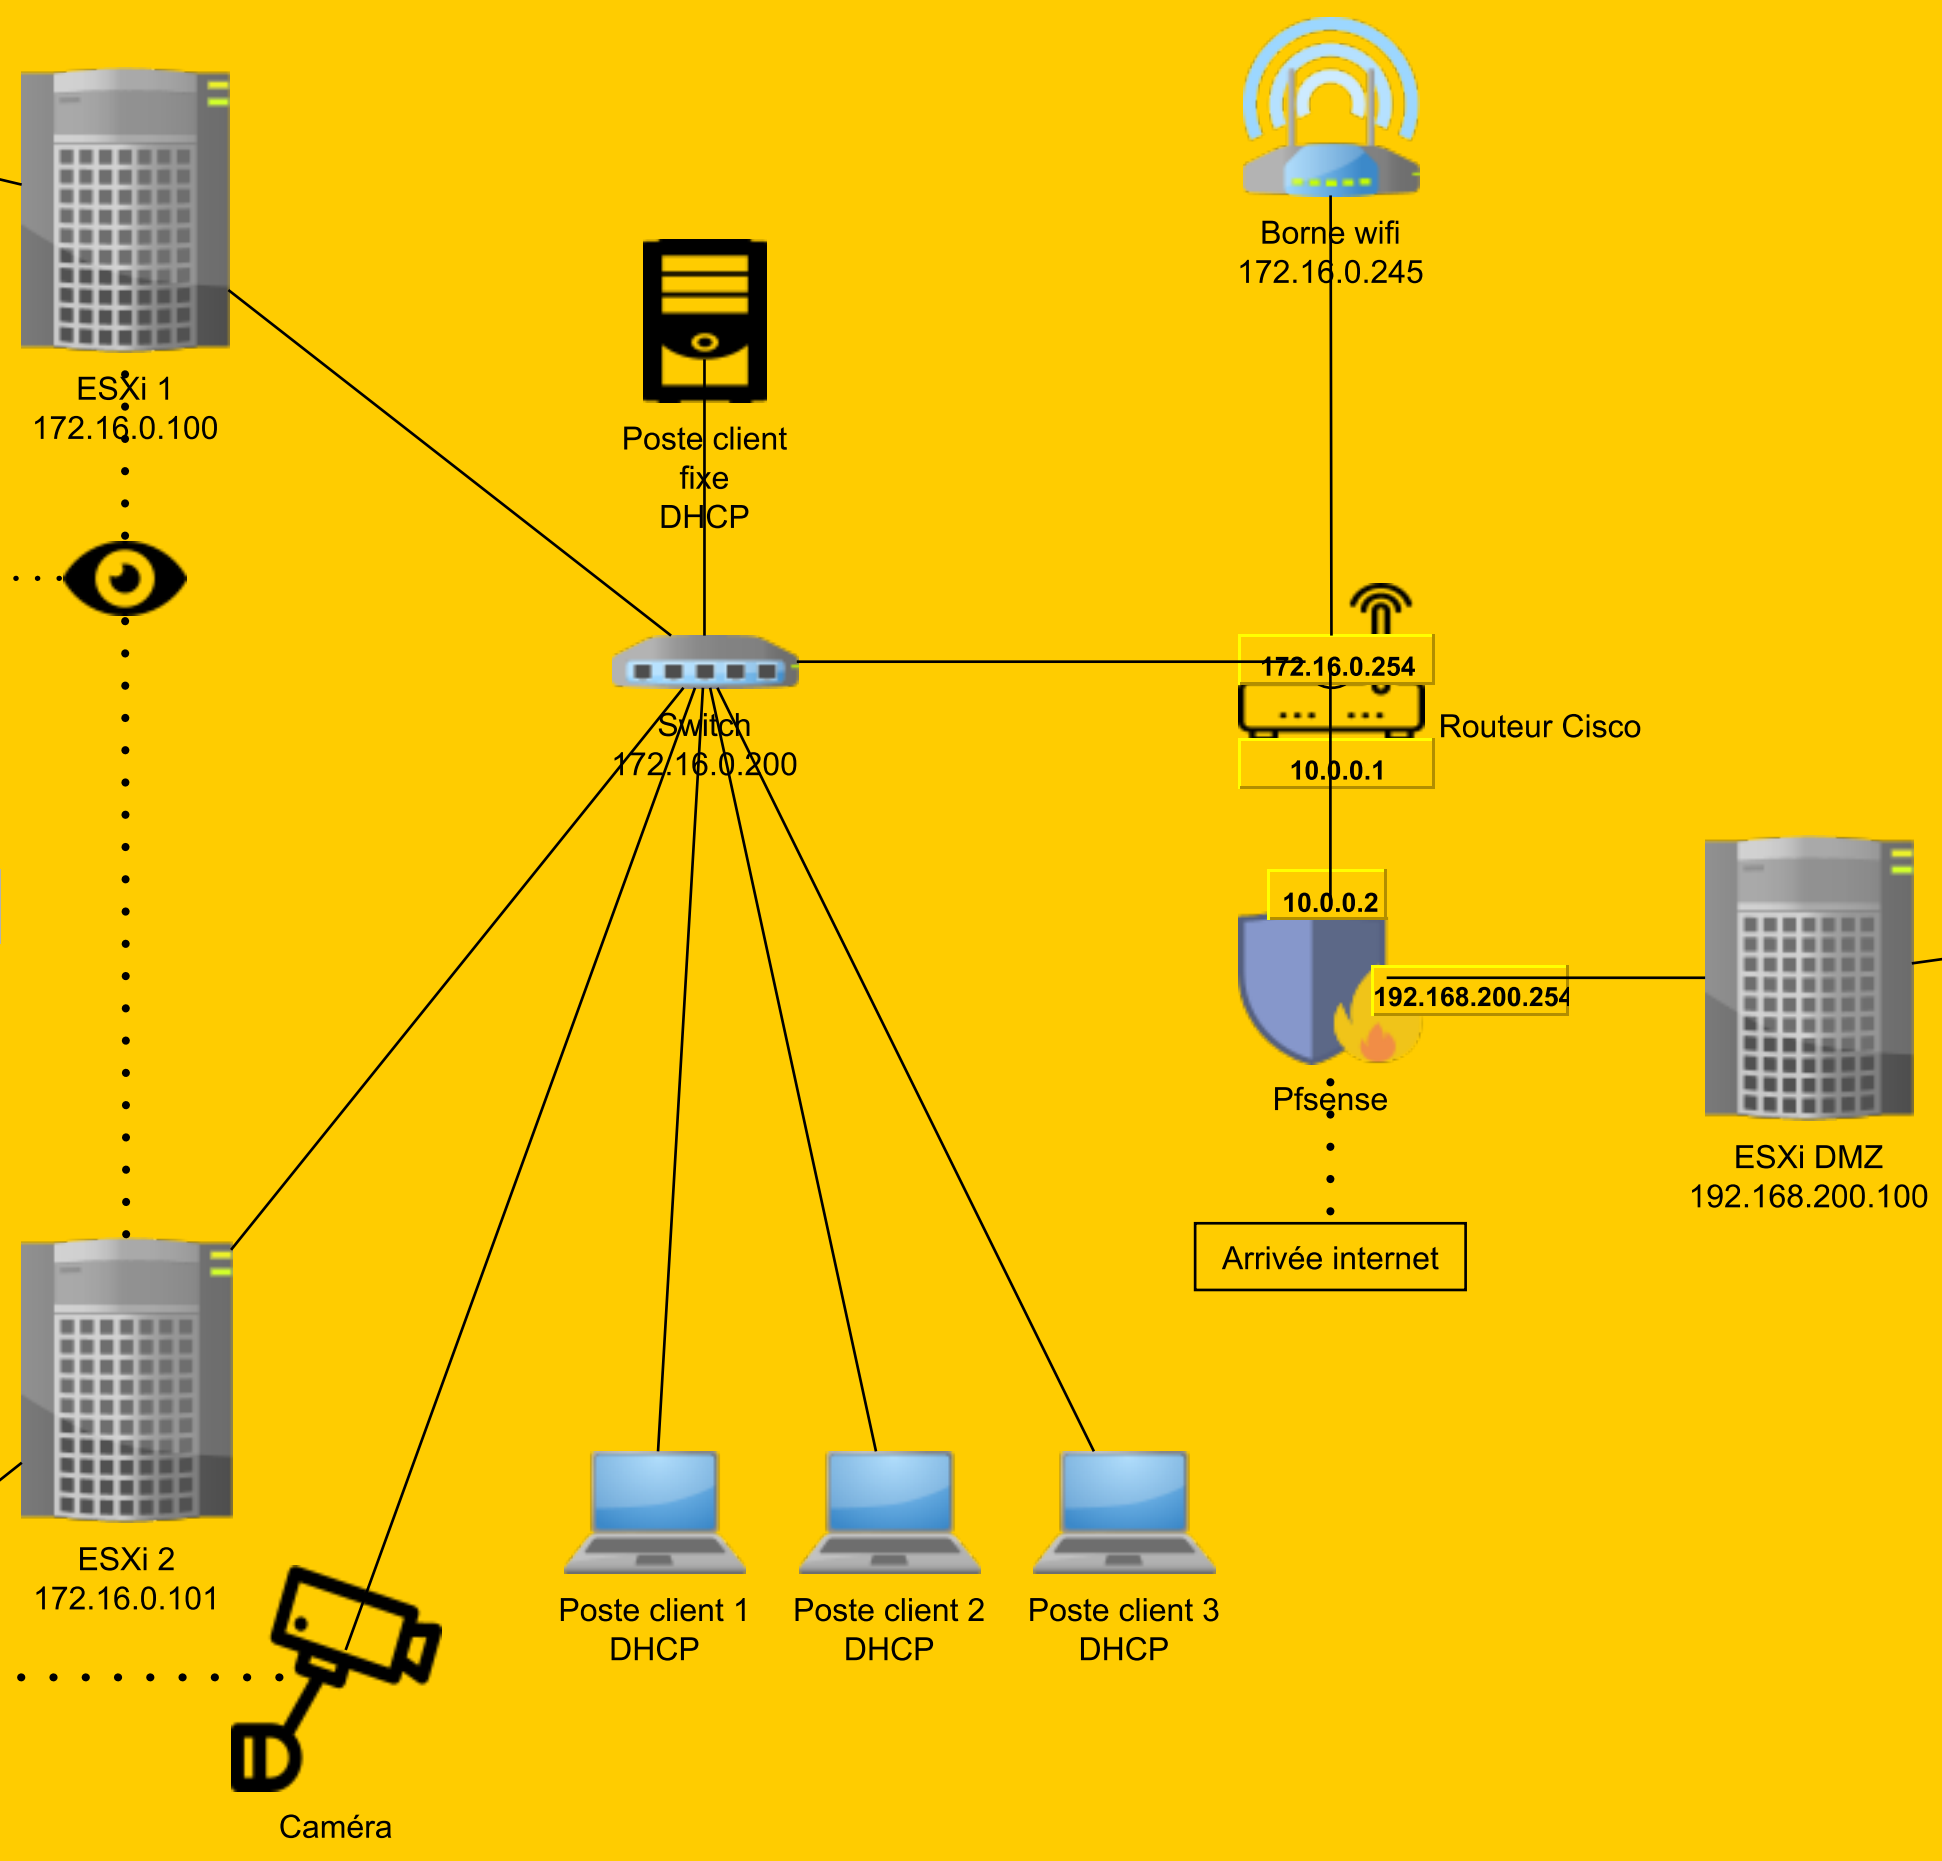 Borne wifi
172.16.0.245
ESXi 1
172.16.0.100
Poste client
fixe
DHCP
Switch
172.16.0.200
172.16.0.254
Routeur Cisco
10.0.0.1
10.0.0.2
192.168.200.254
Pfsense
ESXi DMZ
192.168.200.100
Arrivée internet
ESXi 2
172.16.0.101
Poste client 1
DHCP
Poste client 2
DHCP
Poste client 3
DHCP
Caméra